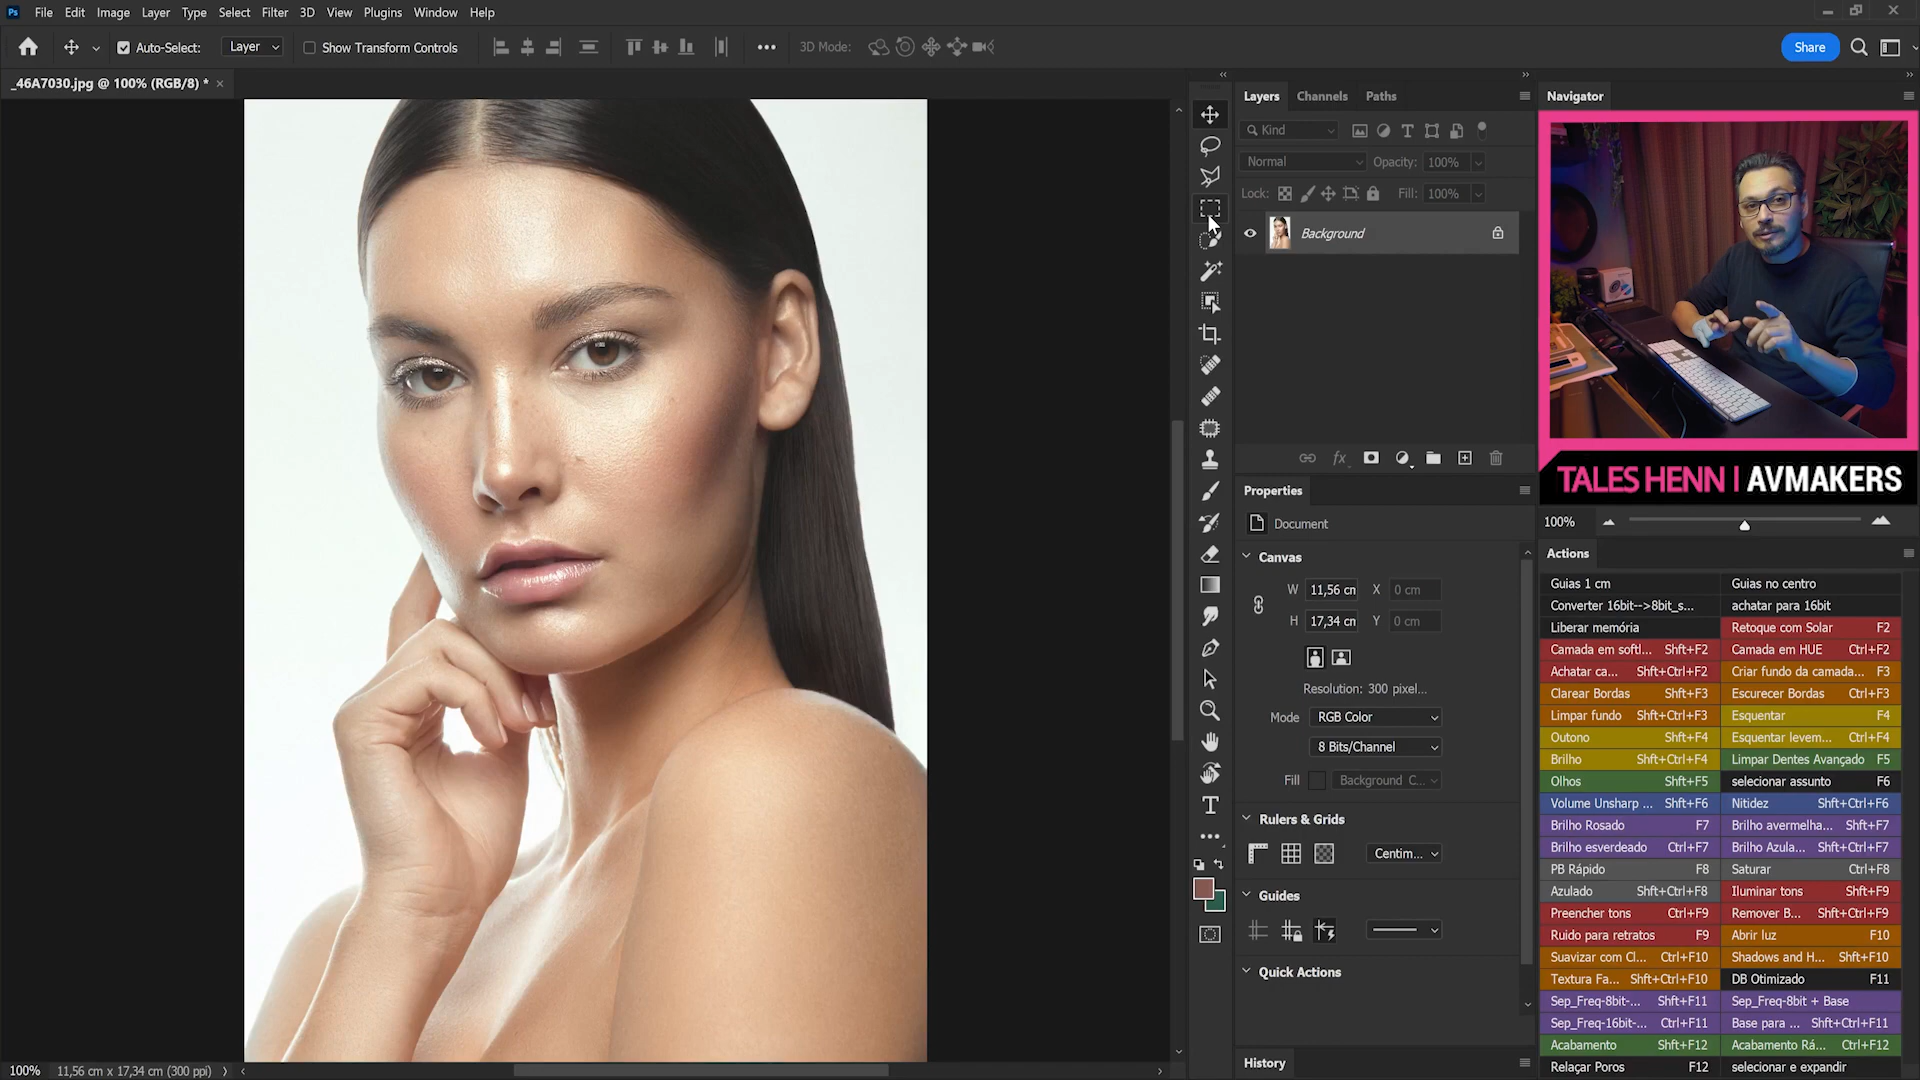 Ps File Edit Image Layer Type Select Filter 3D View Plugins Window Help
Auto-Select: Layer Show Transform Controls 3D Mode: Share
_46A7030.jpg @ 100% (RGB/8) * ×
Layers Channels Paths
Kind
Normal Opacity: 100%
Lock: Fill: 100%
Background
fx
Properties
Document
Canvas
W 11,56 cn X 0 cm
H 17,34 cn Y 0 cm
Resolution: 300 pixel...
Mode RGB Color
8 Bits/Channel
Fill Background C...
Rulers & Grids
Centim...
Guides
Quick Actions
History
Navigator
TALES HENN | AVMAKERS
100%
Actions
Guias 1 cm Guias no centro
Converter 16bit-->8bit_s... achatar para 16bit
Liberar memória Retoque com Solar F2
Camada em softl... Shft+F2 Camada em HUE Ctrl+F2
Achatar ca... Shft+Ctrl+F2 Criar fundo da camada... F3
Clarear Bordas Shft+F3 Escurecer Bordas Ctrl+F3
Limpar fundo Shft+Ctrl+F3 Esquentar F4
Outono Shft+F4 Esquentar levem... Ctrl+F4
Brilho Shft+Ctrl+F4 Limpar Dentes Avançado F5
Olhos Shft+F5 selecionar assunto F6
Volume Unsharp ... Shft+F6 Nitidez Shft+Ctrl+F6
Brilho Rosado F7 Brilho avermelha... Shft+F7
Brilho esverdeado Ctrl+F7 Brilho Azula... Shft+Ctrl+F7
PB Rápido F8 Saturar Ctrl+F8
Azulado Shft+Ctrl+F8 Iluminar tons Shft+F9
Preencher tons Ctrl+F9 Remover B... Shft+Ctrl+F9
Ruido para retratos F9 Abrir luz F10
Suavizar com Cl... Ctrl+F10 Shadows and H... Shft+F10
Textura Fa... Shft+Ctrl+F10 DB Otimizado F11
Sep_Freq-8bit-... Shft+F11 Sep_Freq-8bit + Base
Sep_Freq-16bit-... Ctrl+F11 Base para ... Shft+Ctrl+F11
Acabamento Shft+F12 Acabamento Rá... Ctrl+F12
Relaçar Poros F12 selecionar e expandir
100% 11,56 cm x 17,34 cm (300 ppi)